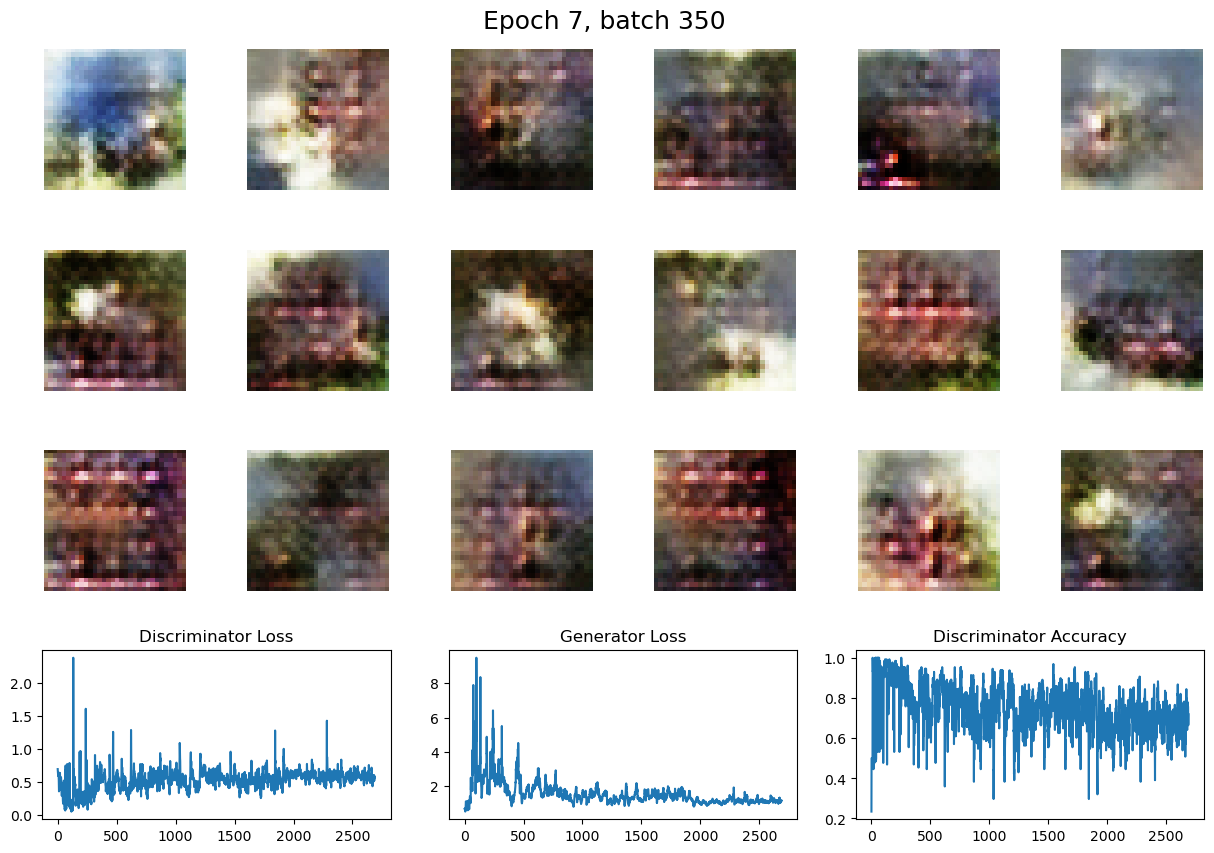 Epoch 7, batch 350
Discriminator Loss
2.0
1.5
1.0
0.5
0.0
0 500 1000 1500 2000 2500
Generator Loss
8
6
4
2
0 500 1000 1500 2000 2500
Discriminator Accuracy
1.0
0.8
0.6
0.4
0.2
0 500 1000 1500 2000 2500